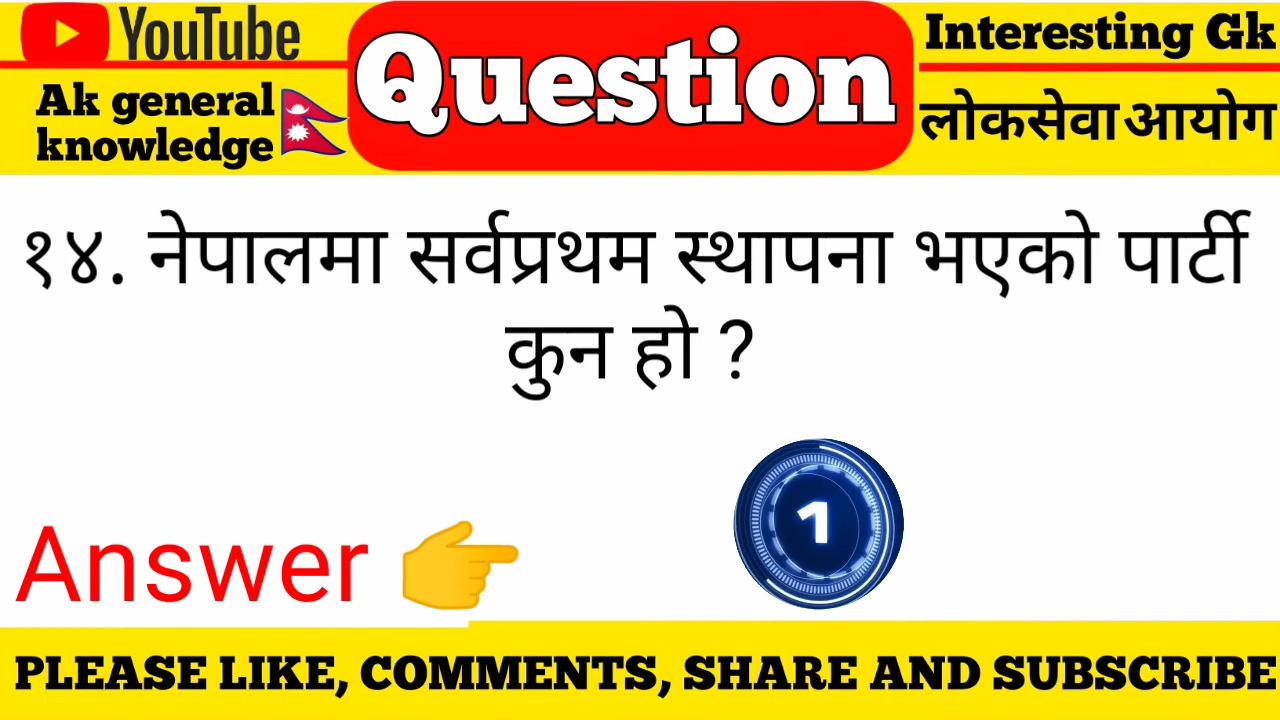 YouTube
Ak general
knowledge
Question
Interesting Gk
लोकसेवा आयोग
१४. नेपालमा सर्वप्रथम स्थापना भएको पार्टी
कुन हो ?
1
Answer 👉
PLEASE LIKE, COMMENTS, SHARE AND SUBSCRIBE